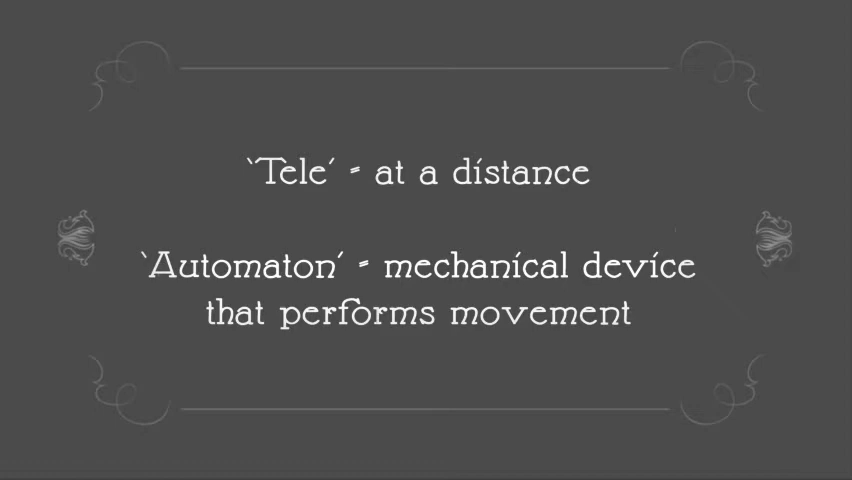 ‘Tele’ - at a distance
‘Automaton’ - mechanical device
that performs movement